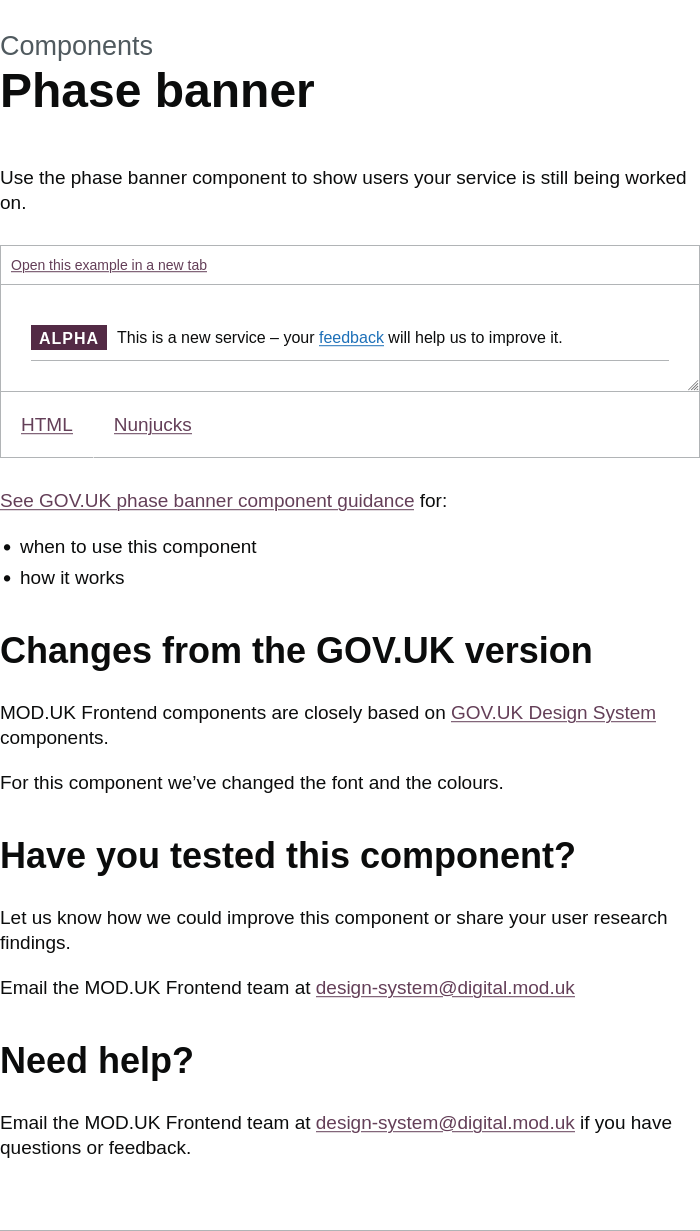 Components
Phase banner
Use the phase banner component to show users your service is still being worked
on.
Open this example in a new tab
ALPHA This is a new service – your feedback will help us to improve it.
HTML Nunjucks
See GOV.UK phase banner component guidance for:
• when to use this component
• how it works
Changes from the GOV.UK version
MOD.UK Frontend components are closely based on GOV.UK Design System
components.
For this component we’ve changed the font and the colours.
Have you tested this component?
Let us know how we could improve this component or share your user research
findings.
Email the MOD.UK Frontend team at design-system@digital.mod.uk
Need help?
Email the MOD.UK Frontend team at design-system@digital.mod.uk if you have
questions or feedback.